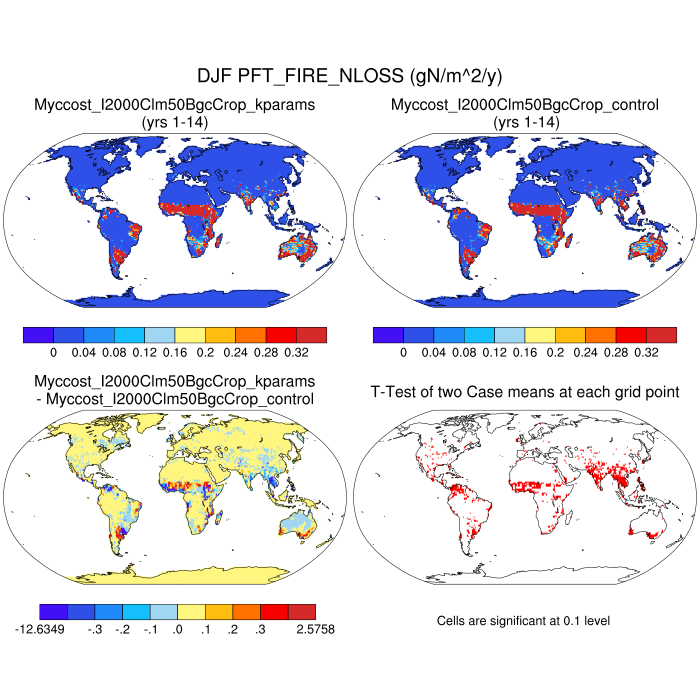 DJF PFT_FIRE_NLOSS (gN/m^2/y)
Myccost_I2000Clm50BgcCrop_kparams
(yrs 1-14)
Myccost_I2000Clm50BgcCrop_control
(yrs 1-14)
0 0.04 0.08 0.12 0.16 0.2 0.24 0.28 0.32
0 0.04 0.08 0.12 0.16 0.2 0.24 0.28 0.32
Myccost_I2000Clm50BgcCrop_kparams
- Myccost_I2000Clm50BgcCrop_control
T-Test of two Case means at each grid point
-12.6349 -.3 -.2 -.1 .0 .1 .2 .3 2.5758
Cells are significant at 0.1 level